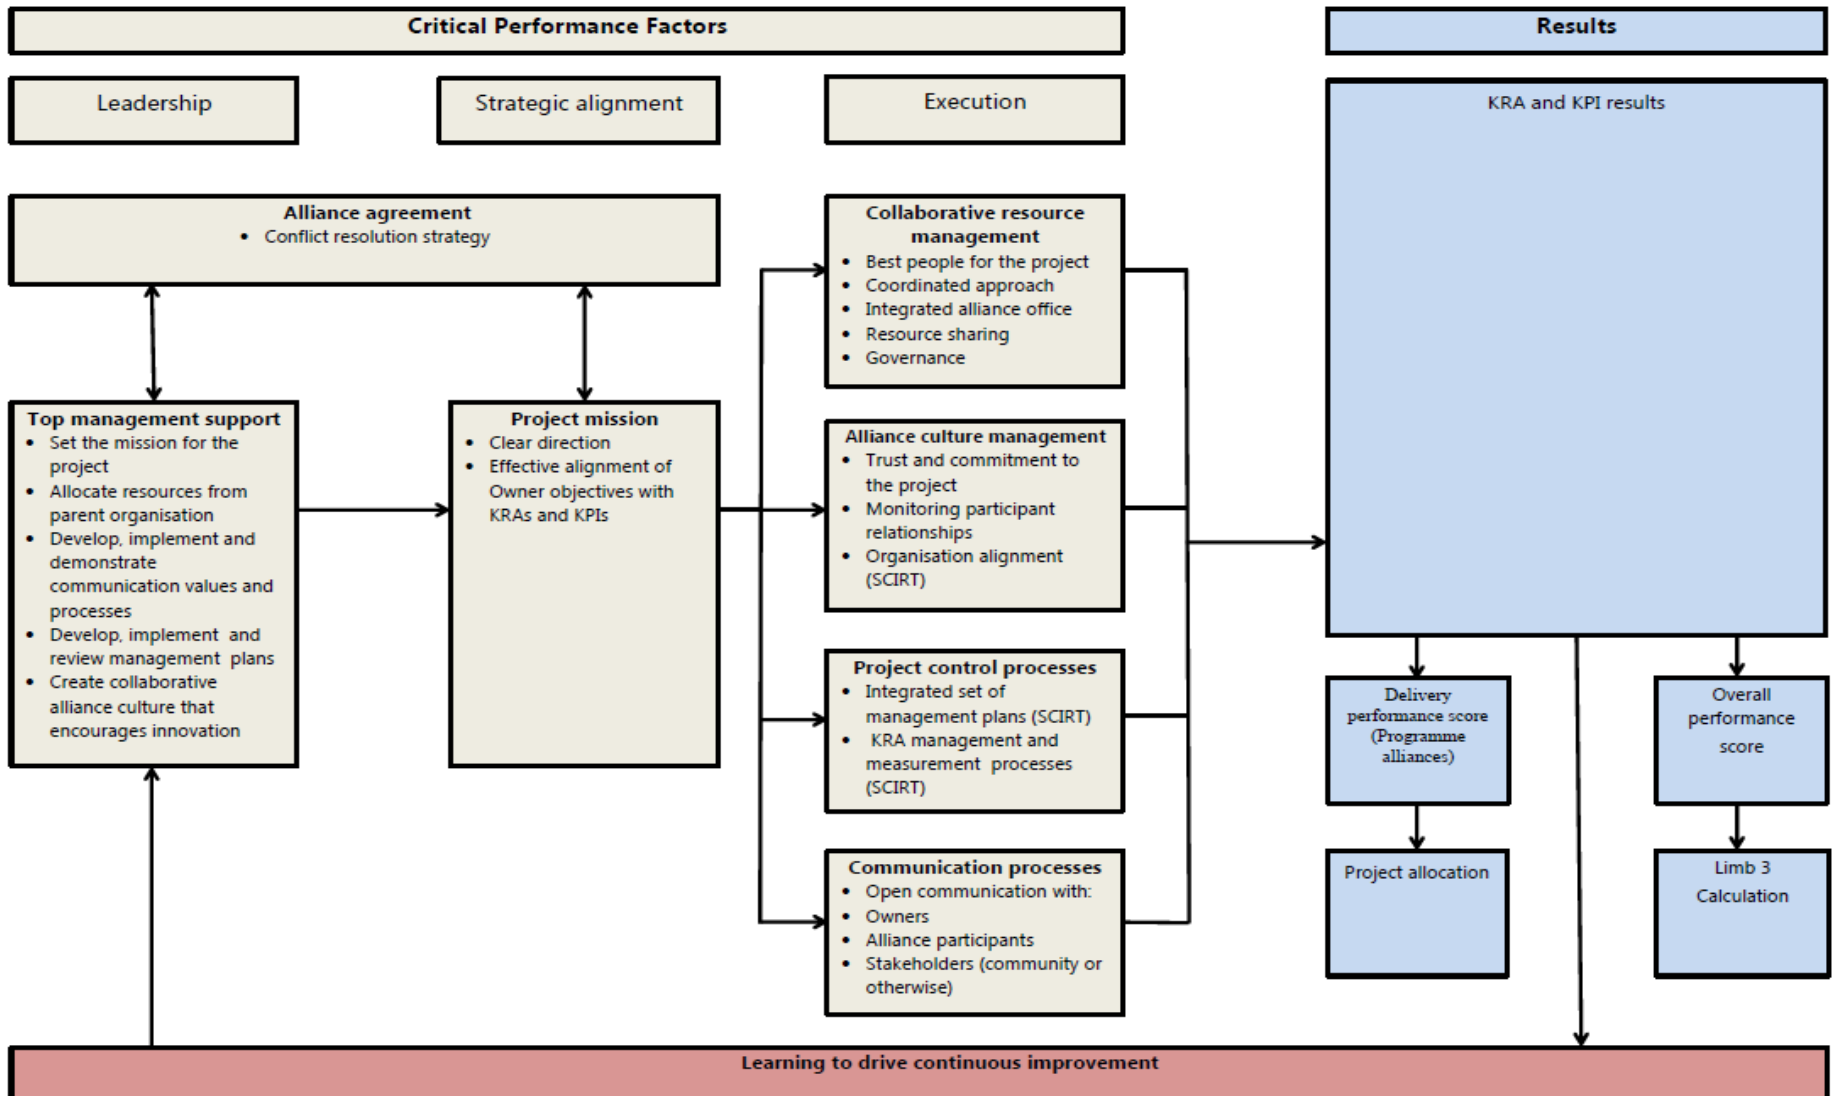 Critical Performance Factors
Results
Leadership
Strategic alignment
Execution
KRA and KPI results
Alliance agreement
• Conflict resolution strategy
Top management support
• Set the mission for the
project
• Allocate resources from
parent organisation
• Develop, implement and
demonstrate
communication values and
processes
• Develop, implement and
review management plans
• Create collaborative
alliance culture that
encourages innovation
Project mission
• Clear direction
• Effective alignment of
Owner objectives with
KRAs and KPIs
Collaborative resource
management
• Best people for the project
• Coordinated approach
• Integrated alliance office
• Resource sharing
• Governance
Alliance culture management
• Trust and commitment to
the project
• Monitoring participant
relationships
• Organisation alignment
(SCIRT)
Project control processes
• Integrated set of
management plans (SCIRT)
• KRA management and
measurement processes
(SCIRT)
Communication processes
• Open communication with:
• Owners
• Alliance participants
• Stakeholders (community or
otherwise)
Delivery
performance score
(Programme
alliances)
Overall
performance
score
Project allocation
Limb 3
Calculation
Learning to drive continuous improvement